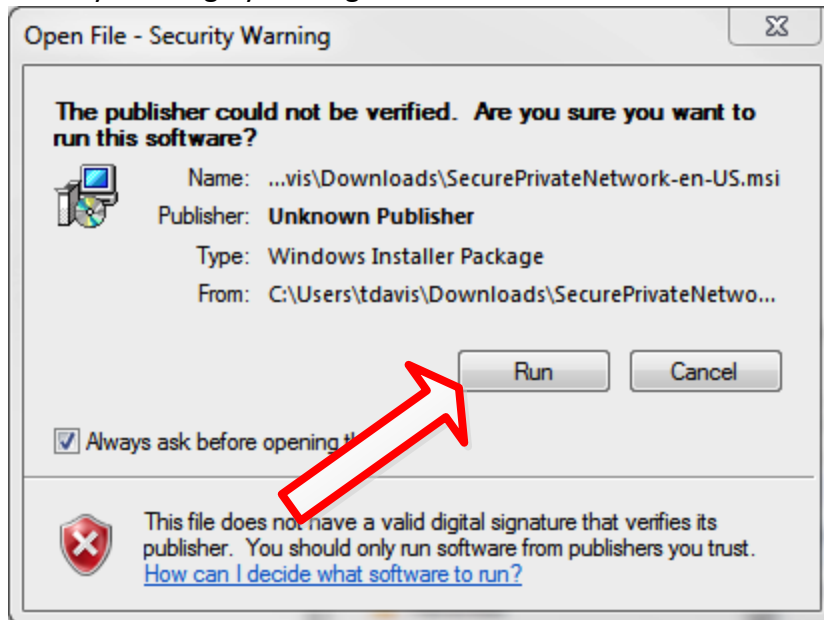 Open File - Security Warning
The publisher could not be verified.  Are you sure you want to
run this software?
Name: ...vis\Downloads\SecurePrivateNetwork-en-US.msi
Publisher: Unknown Publisher
Type: Windows Installer Package
From: C:\Users\tdavis\Downloads\SecurePrivateNetwo...
Run Cancel
Always ask before opening
This file does not have a valid digital signature that verifies its
publisher.  You should only run software from publishers you trust.
How can I decide what software to run?